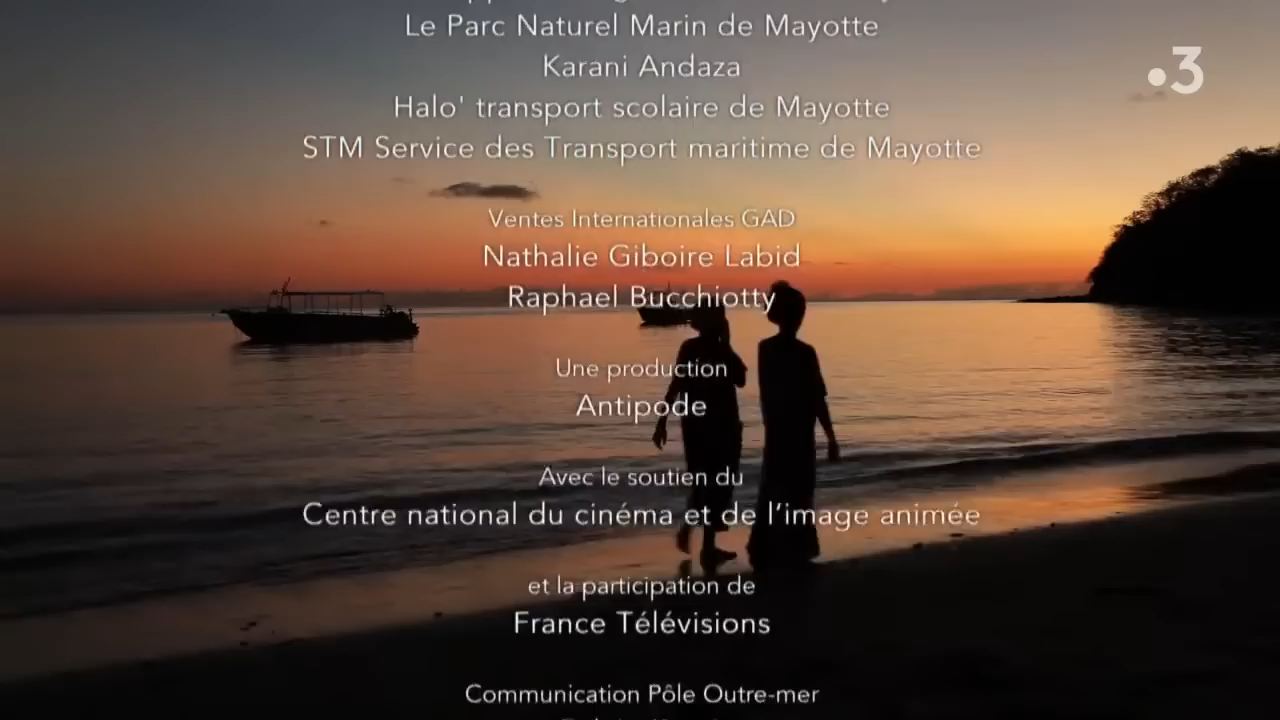 Le Parc Naturel Marin de Mayotte
Karani Andaza
Halo' transport scolaire de Mayotte
STM Service des Transport maritime de Mayotte
Ventes Internationales GAD
Nathalie Giboire Labid
Raphael Bucchiotty
Une production
Antipode
Avec le soutien du
Centre national du cinéma et de l’image animée
et la participation de
France Télévisions
Communication Pôle Outre-mer
.3